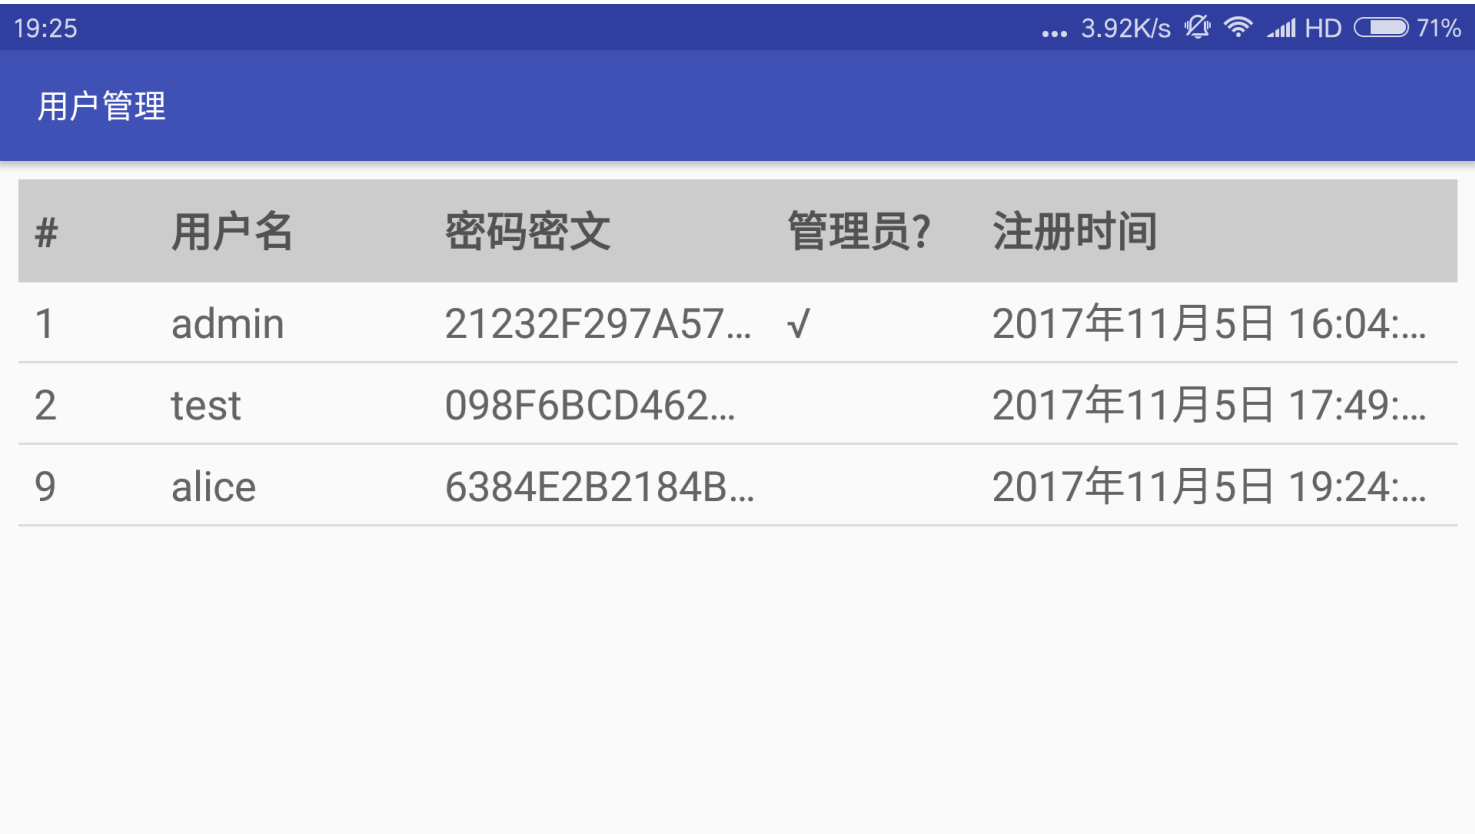 19:25 ... 3.92K/s HD 71%
用户管理
# 用户名 密码密文 管理员? 注册时间
1 admin 21232F297A57... √ 2017年11月5日 16:04:...
2 test 098F6BCD462... 2017年11月5日 17:49:...
9 alice 6384E2B2184B... 2017年11月5日 19:24:...